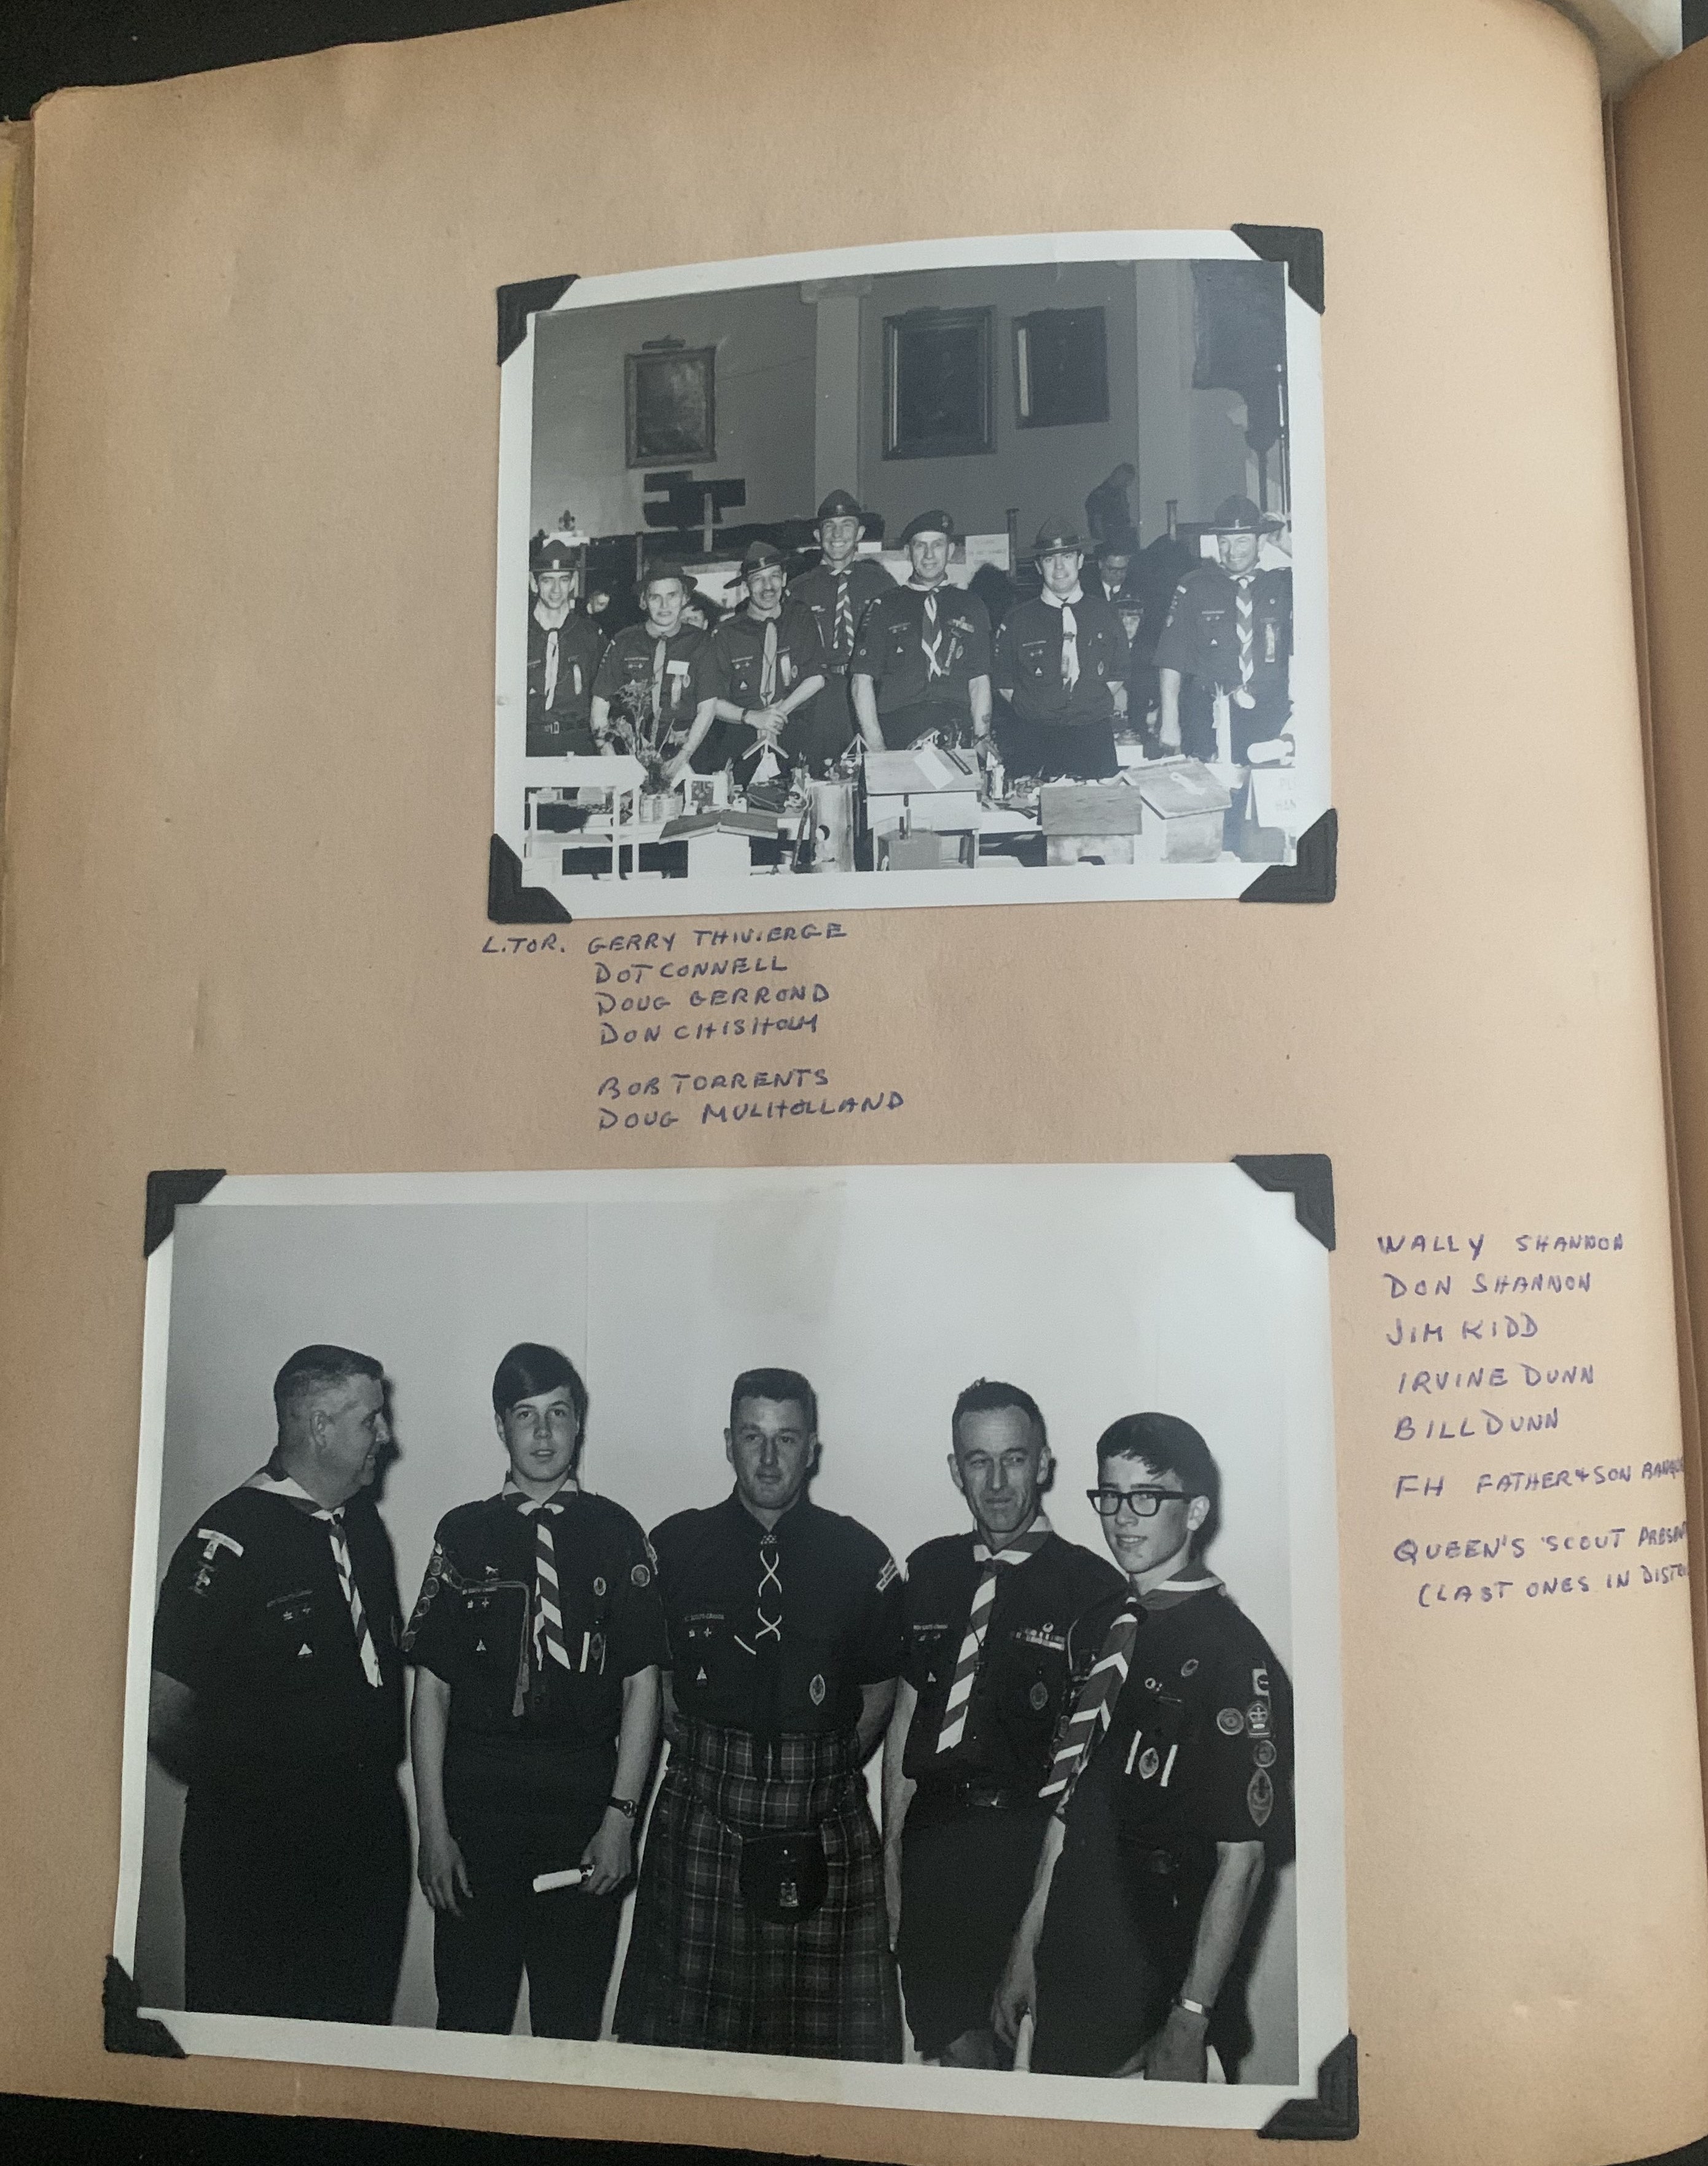 L. TO R. GERRY THIVIERGE
DOT CONNELL
DOUG GERROND
DON CHISHOLM
BOB TORRENTS
DOUG MULHOLLAND
WALLY SHANNON
DON SHANNON
JIM KIDD
IRVINE DUNN
BILL DUNN
FH FATHER + SON
QUEEN'S SCOUT
(LAST ONES IN